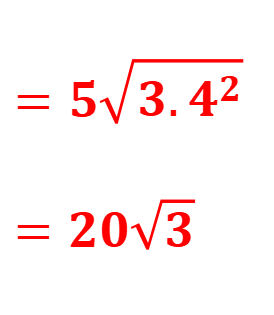 = 5√3.4²
= 20√3